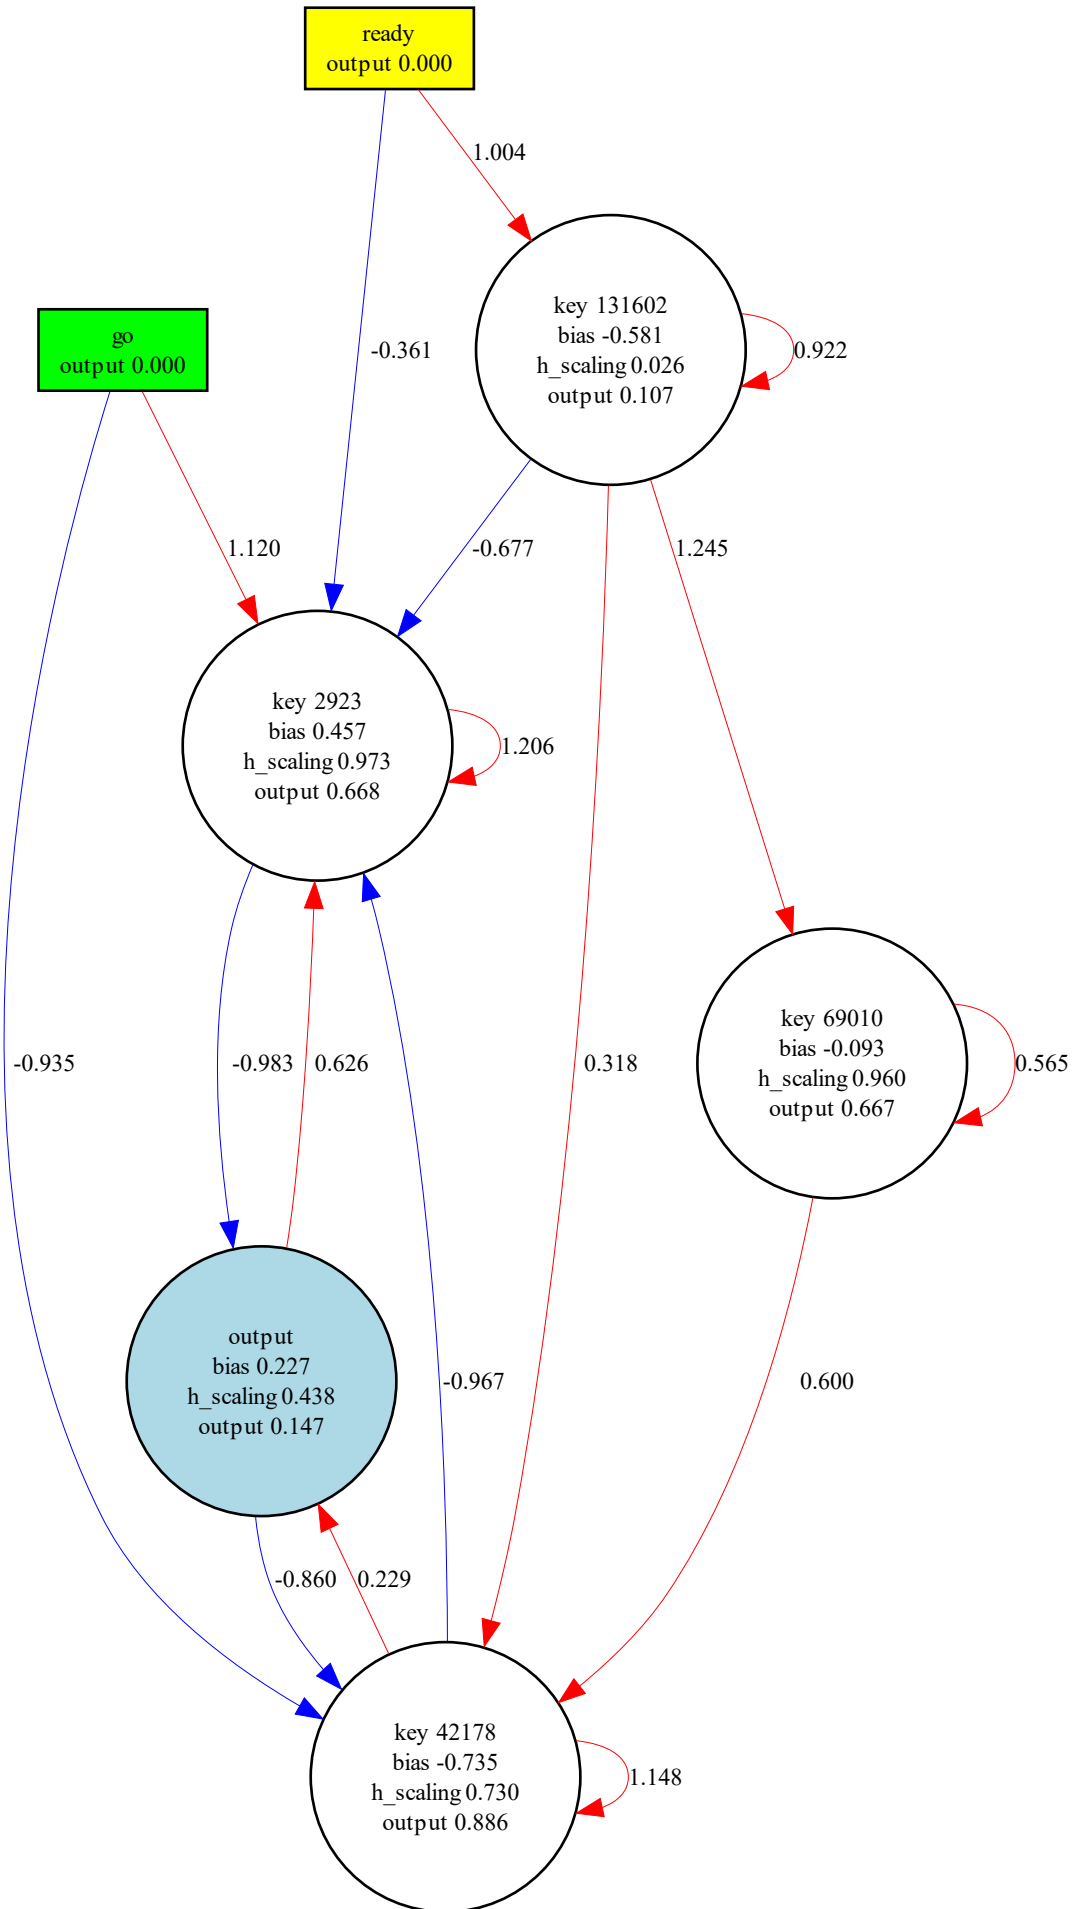 ready
output 0.000
1.004
key 131602
bias -0.581
h_scaling 0.026
output 0.107
0.922
go
output 0.000
-0.361
1.120
-0.677
1.245
key 2923
bias 0.457
h_scaling 0.973
output 0.668
1.206
-0.935
-0.983
0.626
0.318
key 69010
bias -0.093
h_scaling 0.960
output 0.667
0.565
output
bias 0.227
h_scaling 0.438
output 0.147
-0.967
0.600
-0.860
0.229
key 42178
bias -0.735
h_scaling 0.730
output 0.886
1.148